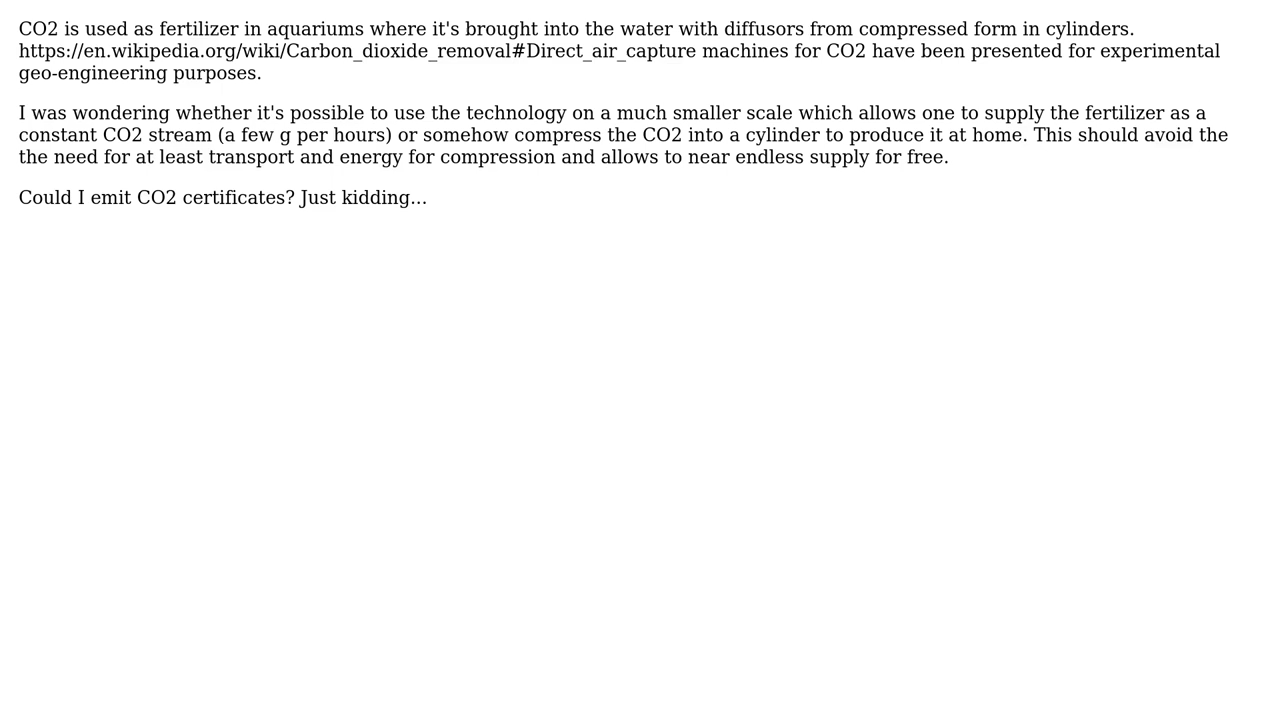 CO2 is used as fertilizer in aquariums where it's brought into the water with diffusors from compressed form in cylinders.
https://en.wikipedia.org/wiki/Carbon_dioxide_removal#Direct_air_capture machines for CO2 have been presented for experimental
geo-engineering purposes.
I was wondering whether it's possible to use the technology on a much smaller scale which allows one to supply the fertilizer as a
constant CO2 stream (a few g per hours) or somehow compress the CO2 into a cylinder to produce it at home. This should avoid the
the need for at least transport and energy for compression and allows to near endless supply for free.
Could I emit CO2 certificates? Just kidding...